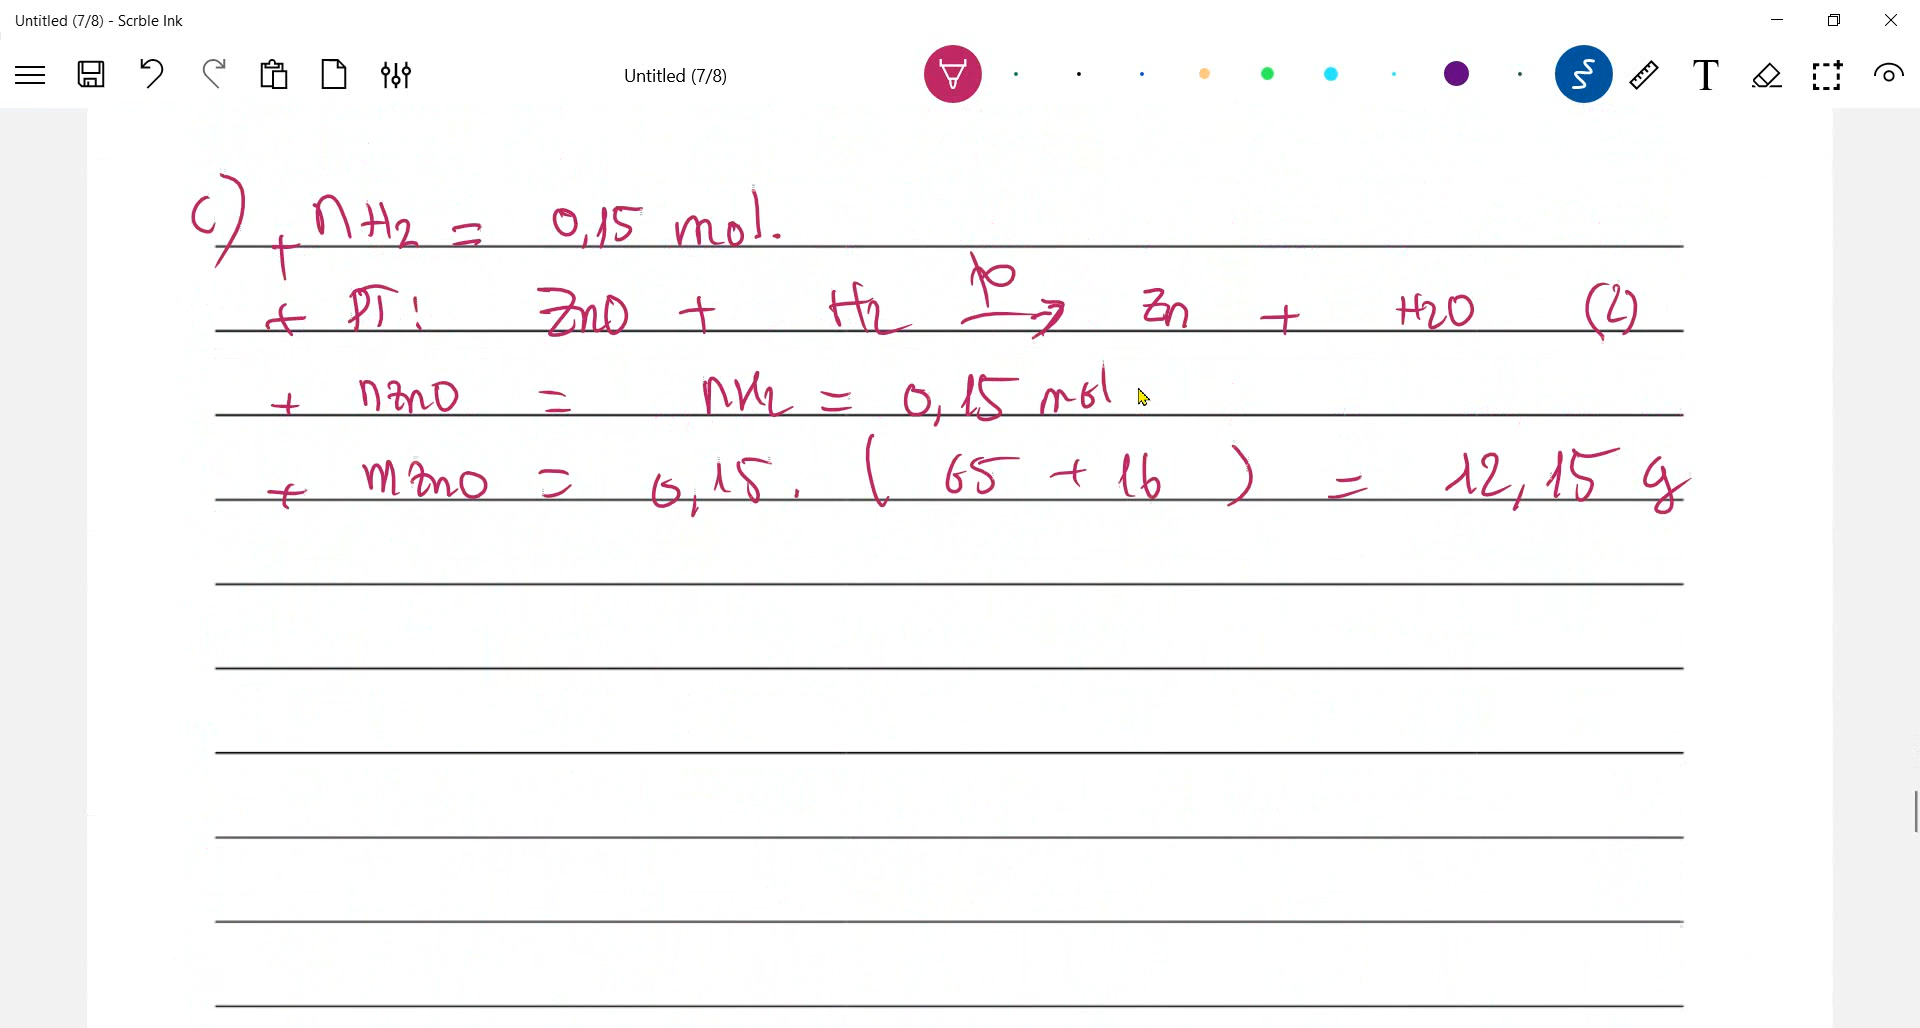 Untitled (7/8) - Scrble Ink
Untitled (7/8)
T
c) + nH2 = 0,15 mol.
+ PT: ZnO + H2 →(t°) Zn + H2O (2)
+ nZnO = nH2 = 0,15 mol
+ mZnO = 0,15. ( 65 + 16 ) = 12,15 g